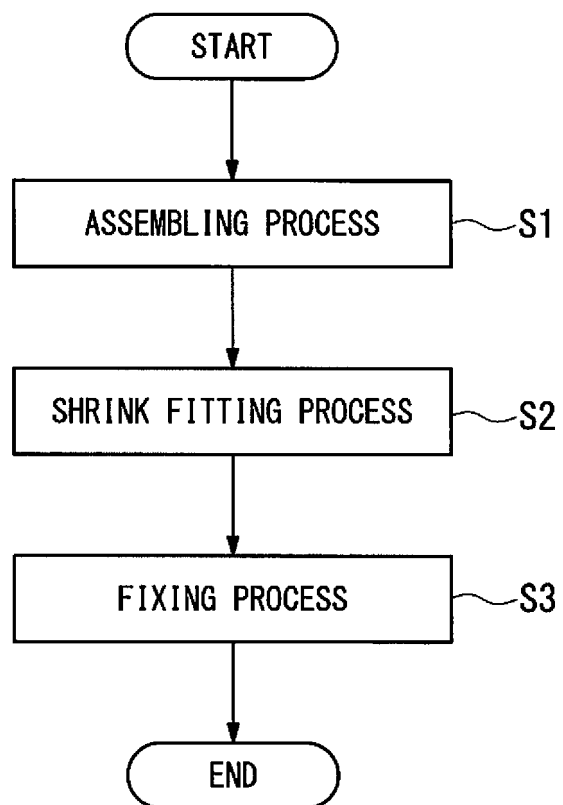 START
ASSEMBLING PROCESS
S1
SHRINK FITTING PROCESS
S2
FIXING PROCESS
S3
END